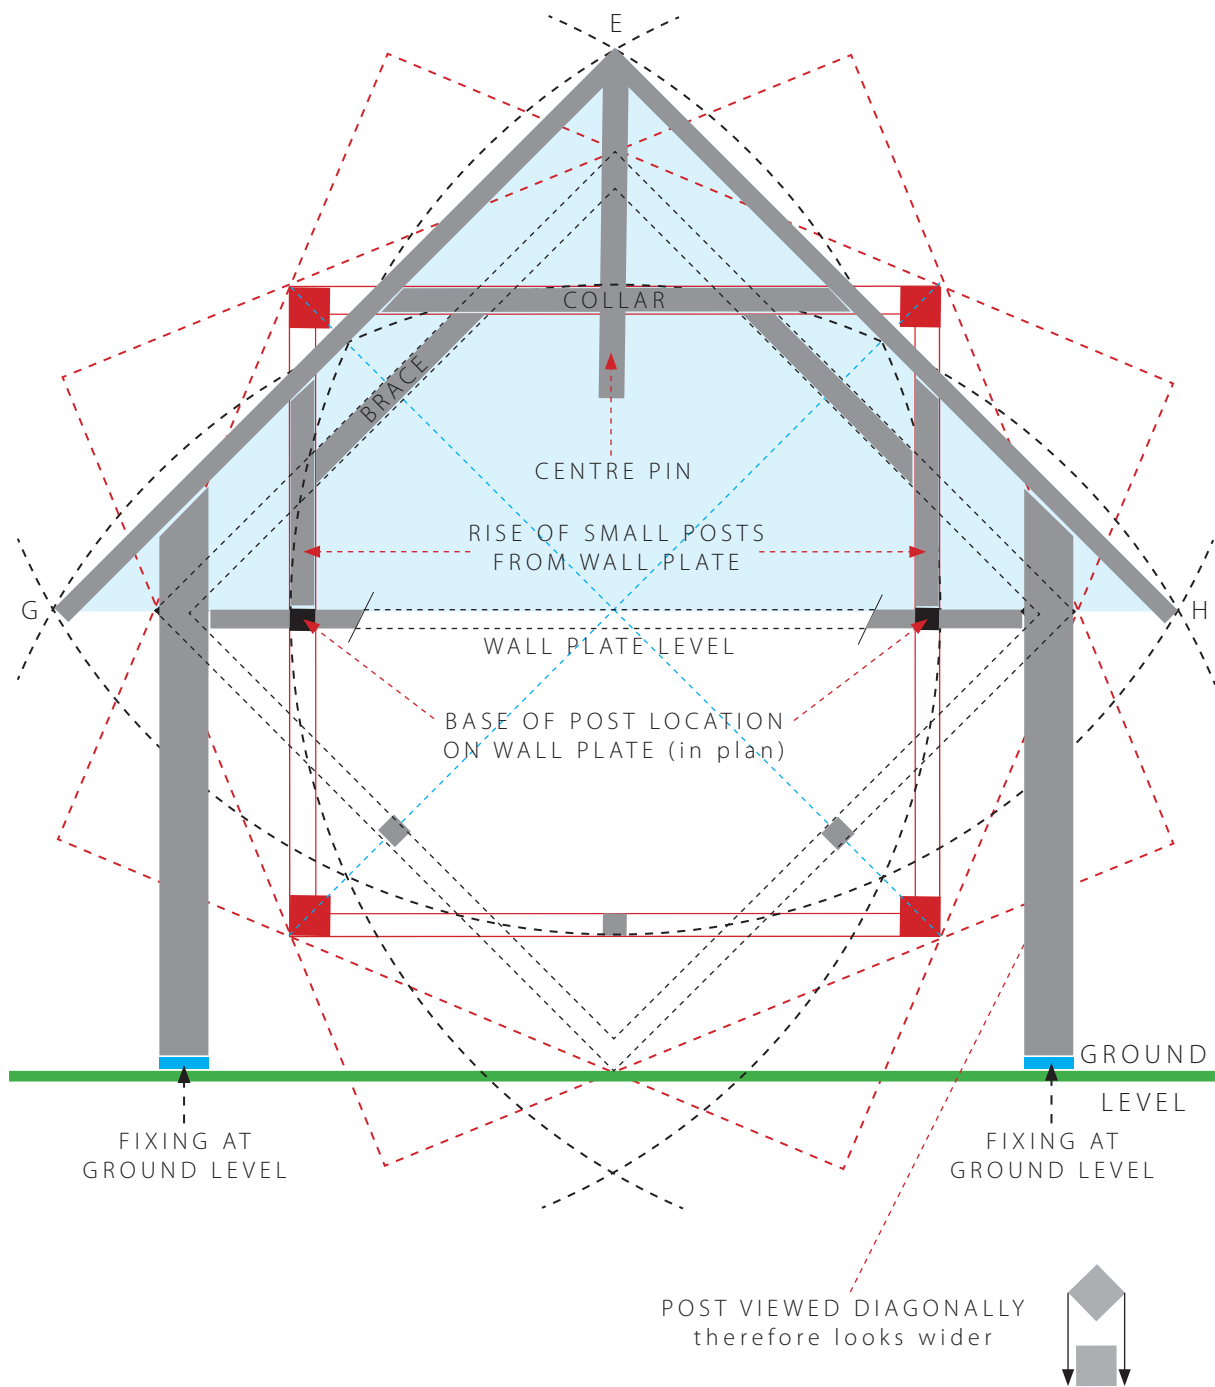 E
COLLAR
BRACE
CENTRE PIN
RISE OF SMALL POSTS
FROM WALL PLATE
G
H
WALL PLATE LEVEL
BASE OF POST LOCATION
ON WALL PLATE (in plan)
GROUND
LEVEL
FIXING AT
GROUND LEVEL
FIXING AT
GROUND LEVEL
POST VIEWED DIAGONALLY
therefore looks wider